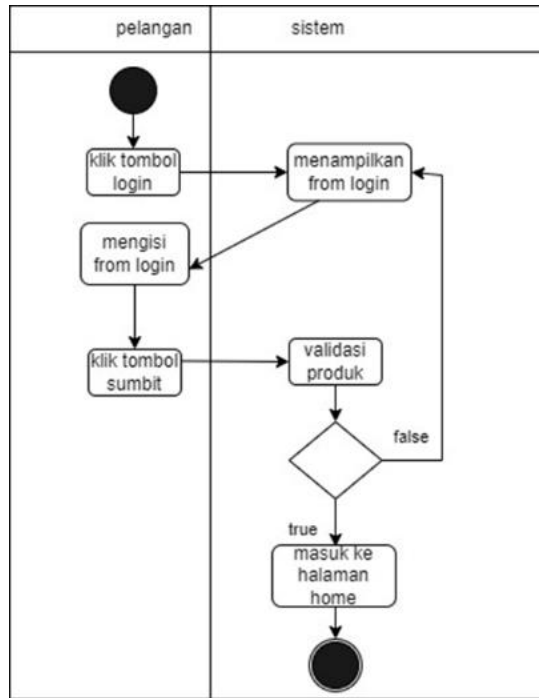 pelangan
sistem
klik tombol
login
menampilkan
from login
mengisi
from login
klik tombol
sumbit
validasi
produk
false
true
masuk ke
halaman
home